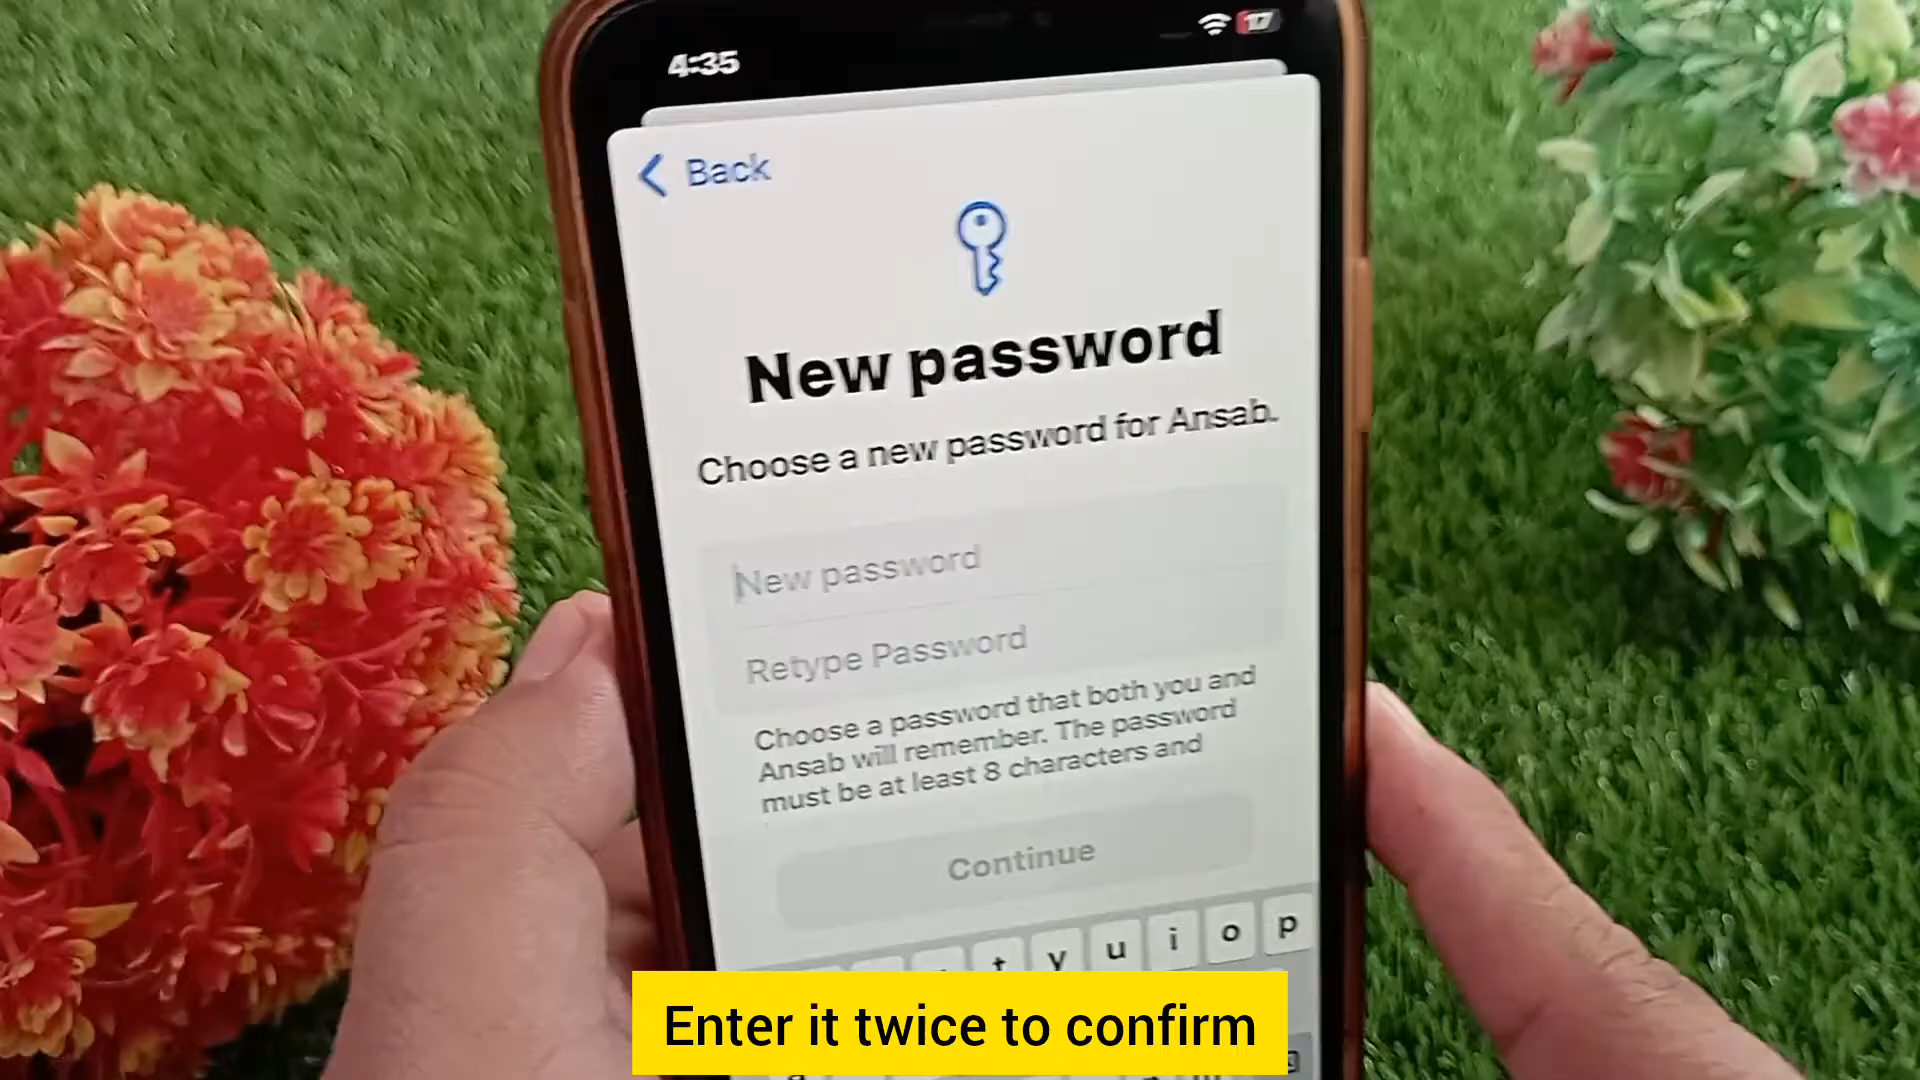 4:35
17
Back
New password
Choose a new password for Ansab.
New password
Retype Password
Choose a password that both you and
Ansab will remember. The password
must be at least 8 characters and
Continue
t y u i o p
Enter it twice to confirm